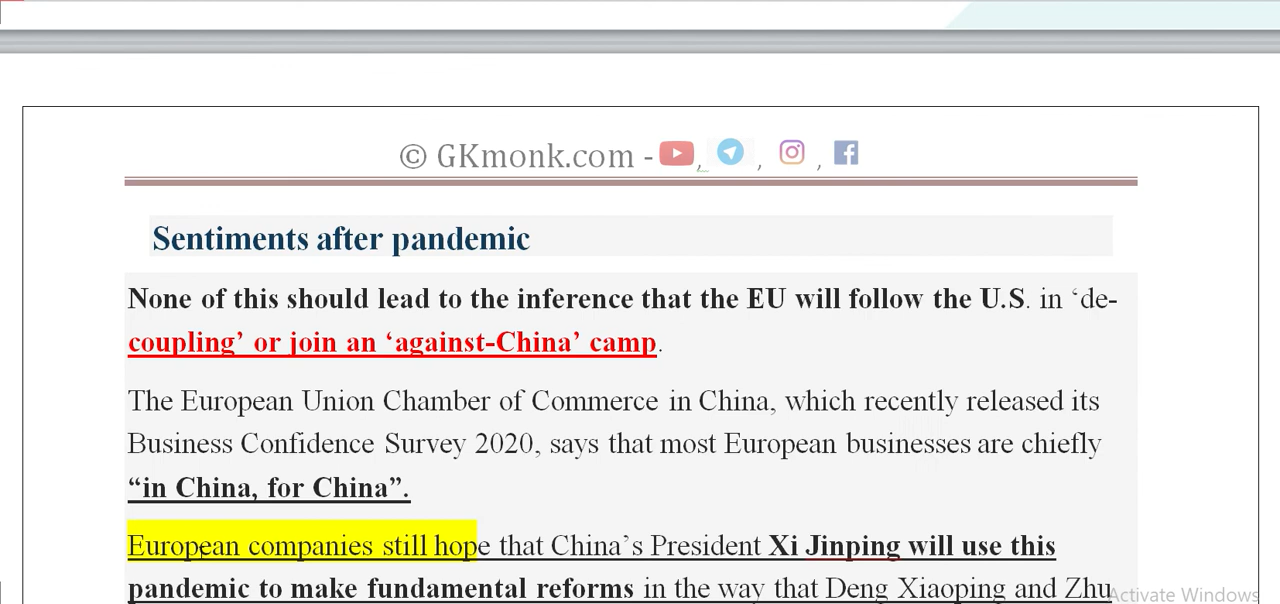 © GKmonk.com - , , ,
Sentiments after pandemic
None of this should lead to the inference that the EU will follow the U.S. in ‘de-
coupling’ or join an ‘against-China’ camp.
The European Union Chamber of Commerce in China, which recently released its
Business Confidence Survey 2020, says that most European businesses are chiefly
“in China, for China”.
European companies still hope that China’s President Xi Jinping will use this
pandemic to make fundamental reforms in the way that Deng Xiaoping and Zhu
Activate Windows